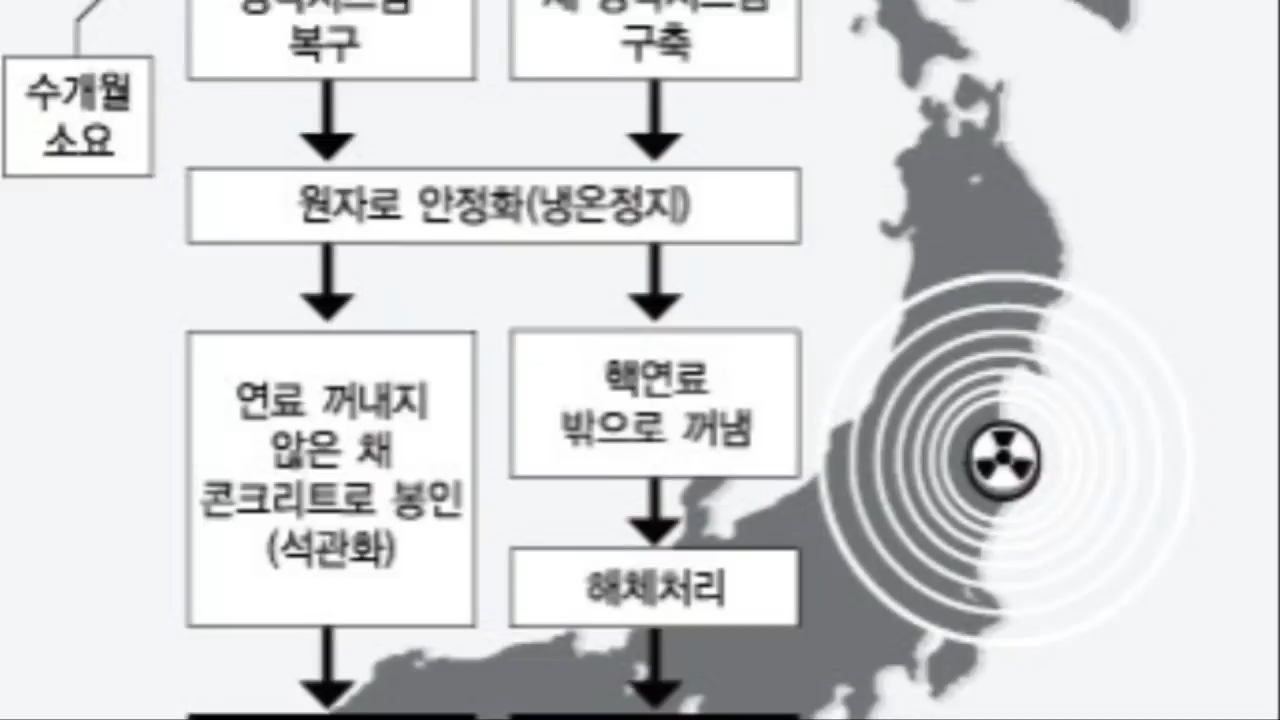 복구
구축
수개월
소요
원자로 안정화(냉온정지)
연료 꺼내지
않은 채
콘크리트로 봉인
(석관화)
핵연료
밖으로 꺼냄
해체처리